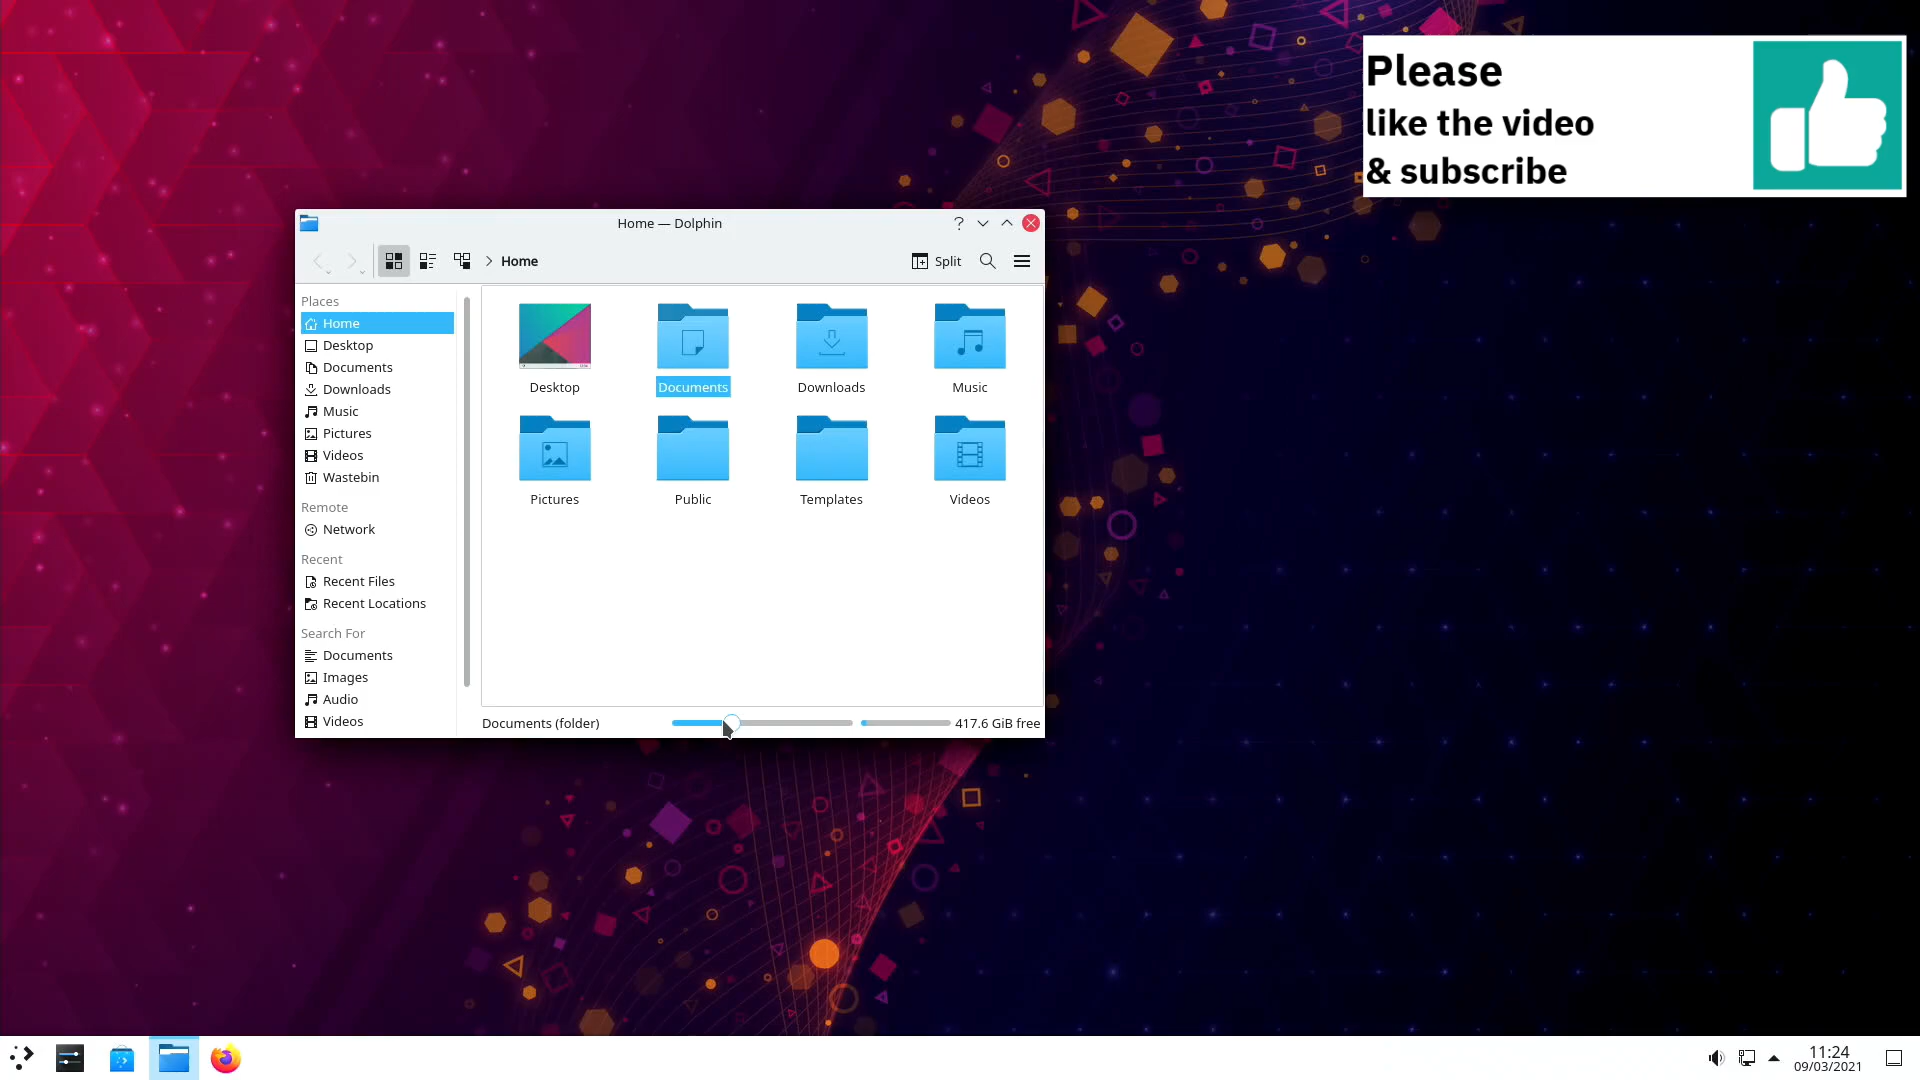 Please
like the video
& subscribe
Home — Dolphin
Home
Split
Places
Home
Desktop
Documents
Downloads
Music
Pictures
Videos
Wastebin
Remote
Network
Recent
Recent Files
Recent Locations
Search For
Documents
Images
Audio
Videos
Desktop
Documents
Downloads
Music
Pictures
Public
Templates
Videos
Documents (folder)
417.6 GiB free
11:24
09/03/2021